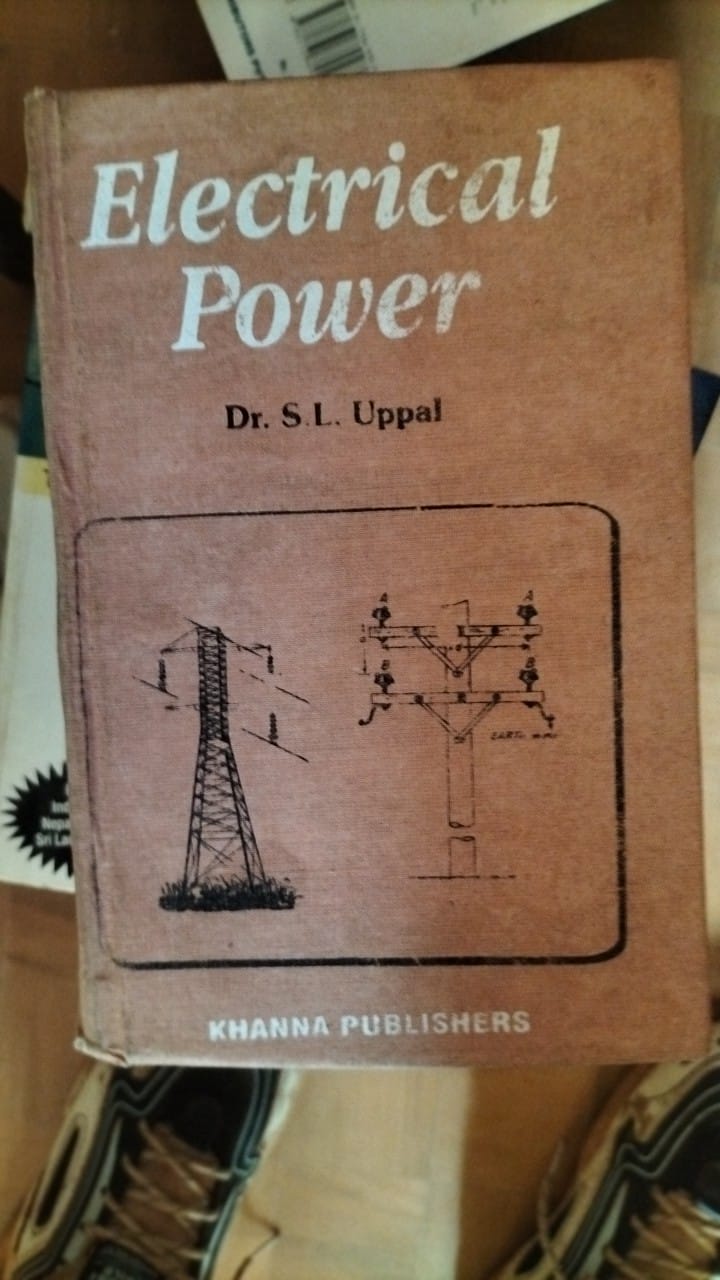 Electrical
Power
Dr. S.L. Uppal
A A
B B
KHANNA PUBLISHERS